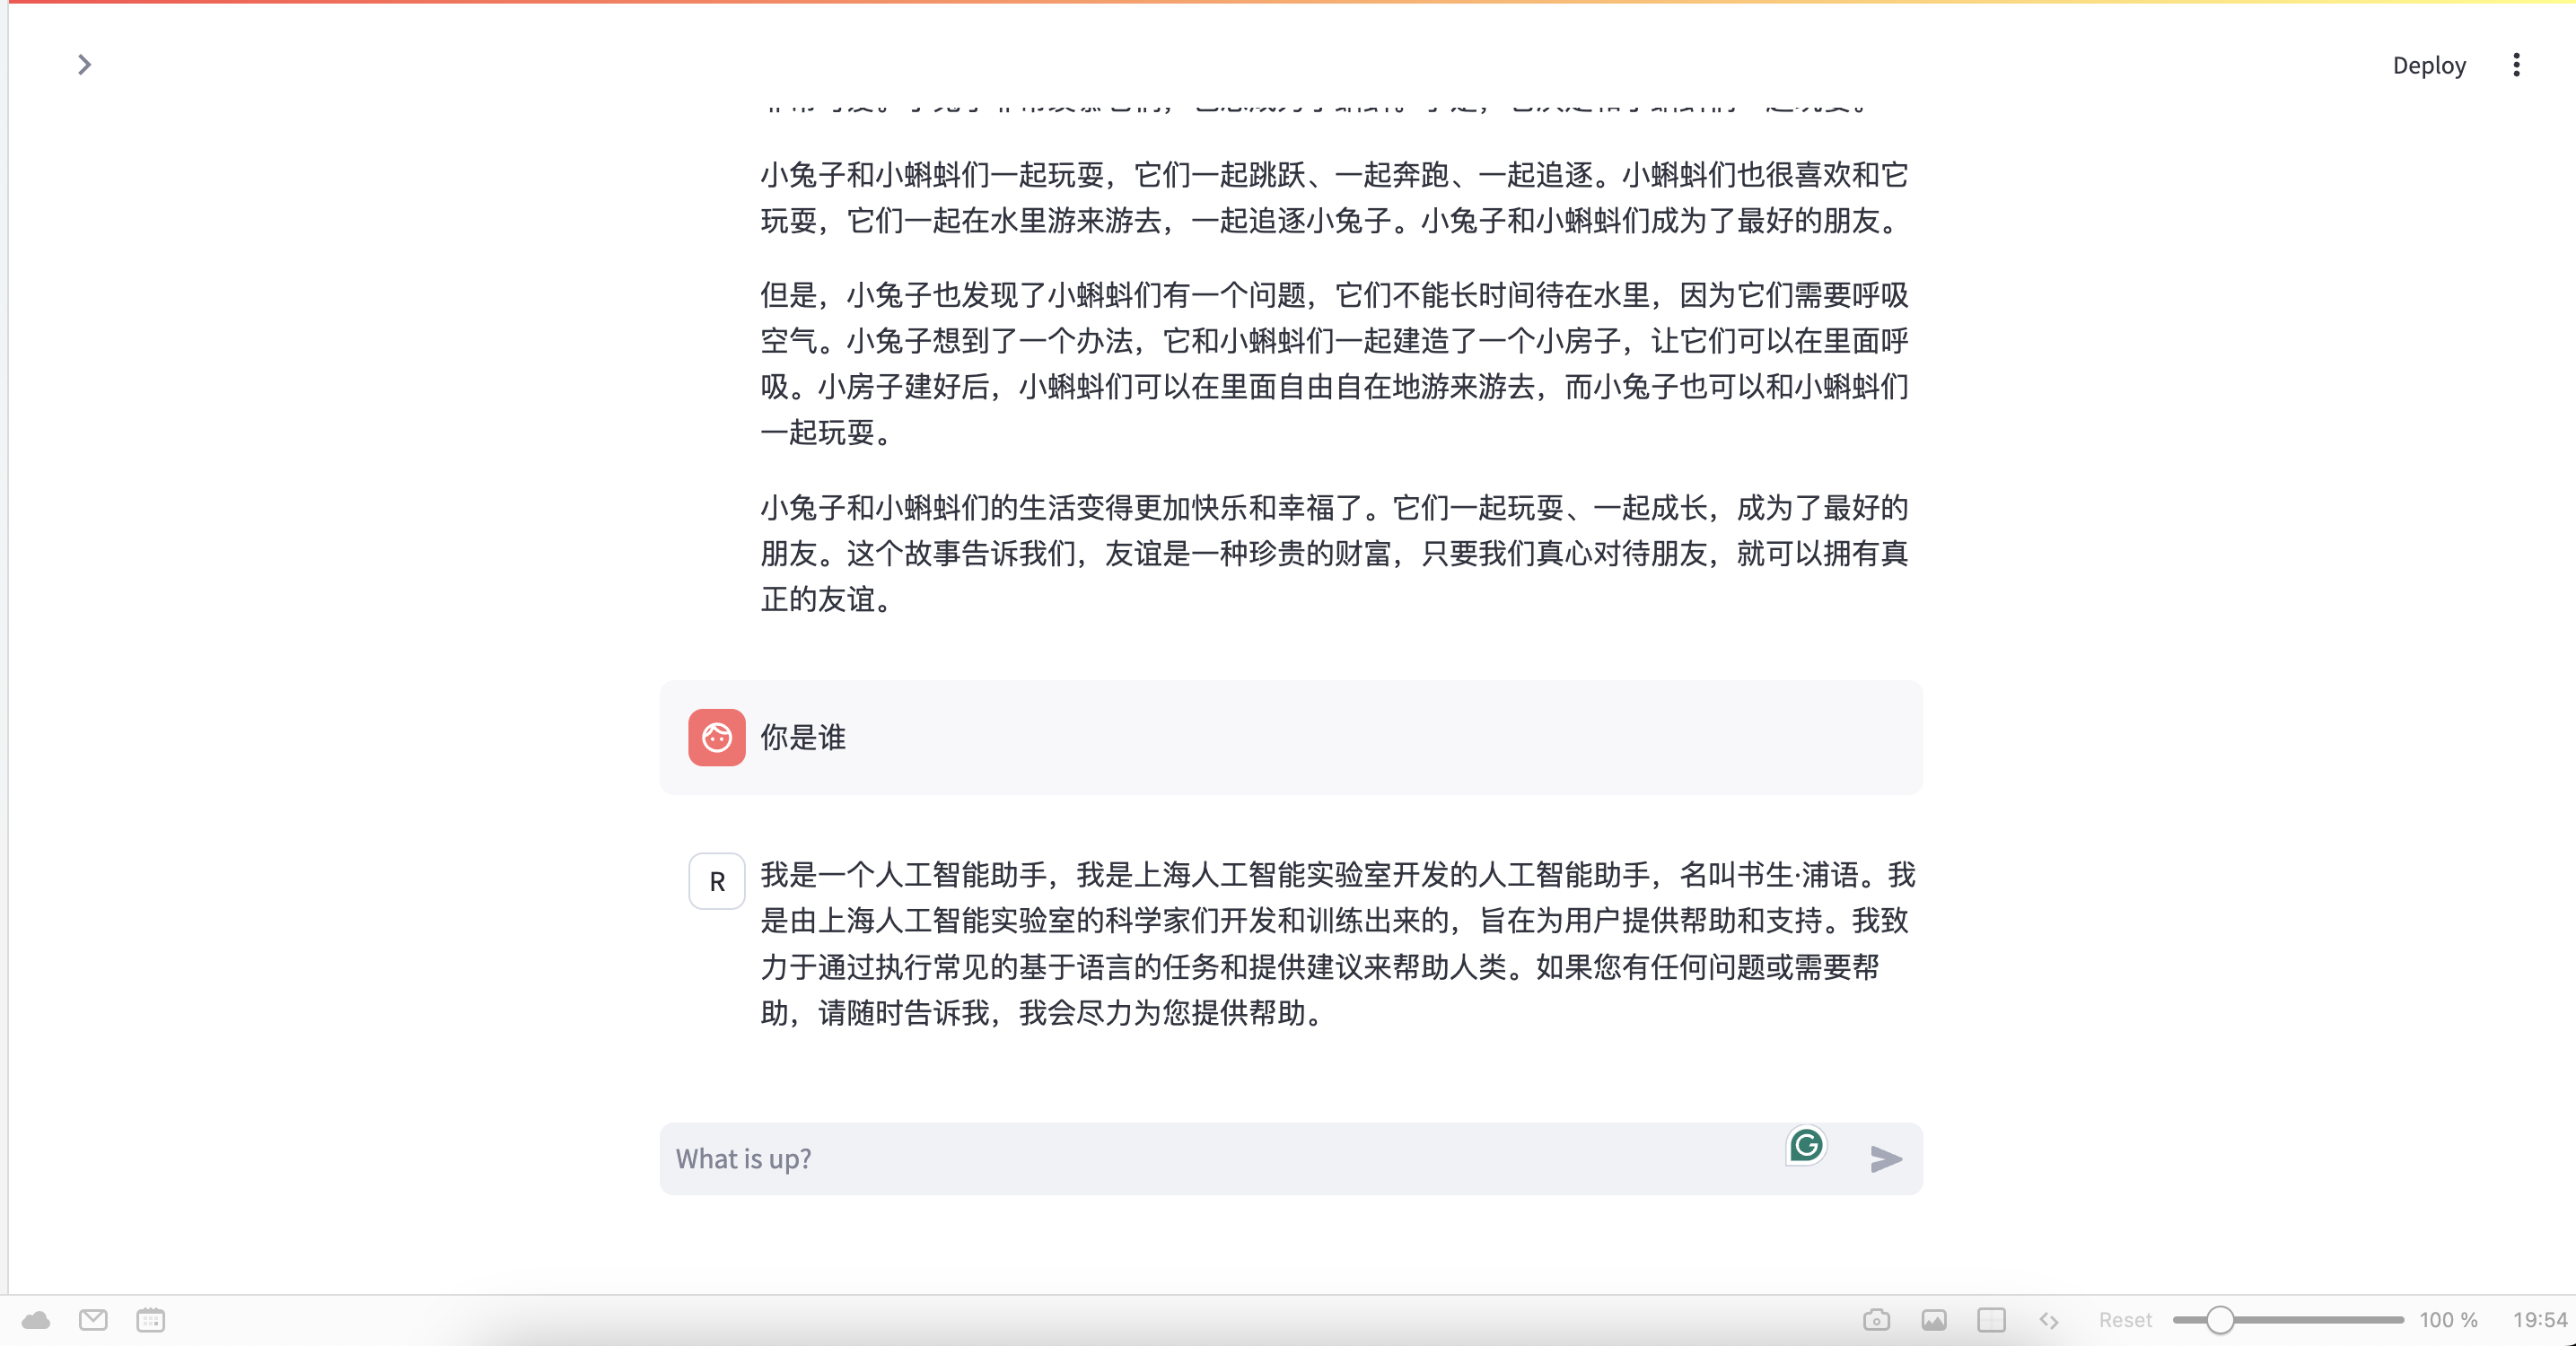 Deploy
小兔子和小蝌蚪们一起玩耍，它们一起跳跃、一起奔跑、一起追逐。小蝌蚪们也很喜欢和它
玩耍，它们一起在水里游来游去，一起追逐小兔子。小兔子和小蝌蚪们成为了最好的朋友。
但是，小兔子也发现了小蝌蚪们有一个问题，它们不能长时间待在水里，因为它们需要呼吸
空气。小兔子想到了一个办法，它和小蝌蚪们一起建造了一个小房子，让它们可以在里面呼
吸。小房子建好后，小蝌蚪们可以在里面自由自在地游来游去，而小兔子也可以和小蝌蚪们
一起玩耍。
小兔子和小蝌蚪们的生活变得更加快乐和幸福了。它们一起玩耍、一起成长，成为了最好的
朋友。这个故事告诉我们，友谊是一种珍贵的财富，只要我们真心对待朋友，就可以拥有真
正的友谊。
你是谁
R
我是一个人工智能助手，我是上海人工智能实验室开发的人工智能助手，名叫书生·浦语。我
是由上海人工智能实验室的科学家们开发和训练出来的，旨在为用户提供帮助和支持。我致
力于通过执行常见的基于语言的任务和提供建议来帮助人类。如果您有任何问题或需要帮
助，请随时告诉我，我会尽力为您提供帮助。
What is up?
Reset
100 %
19:54